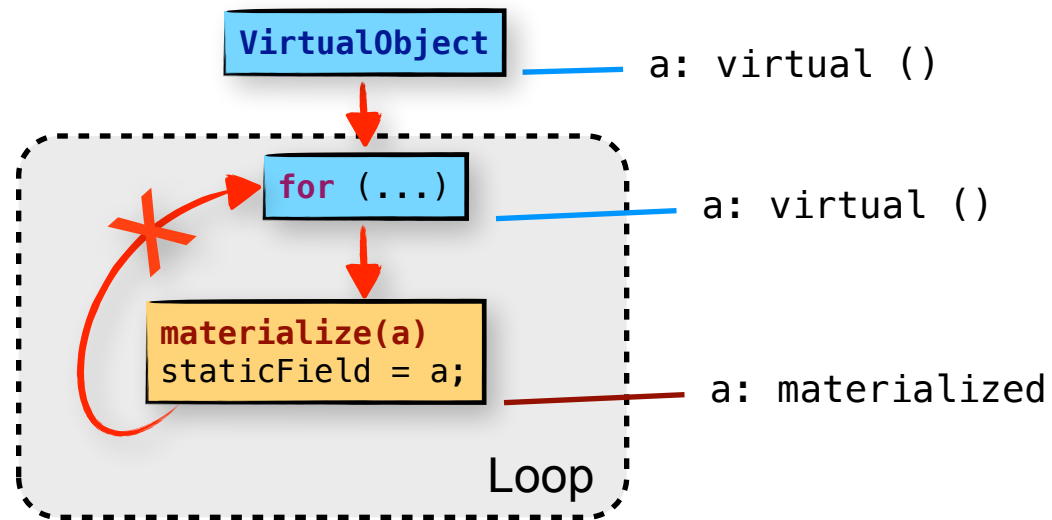 VirtualObject
a: virtual ()
for (...)
a: virtual ()
materialize(a)
staticField = a;
a: materialized
Loop